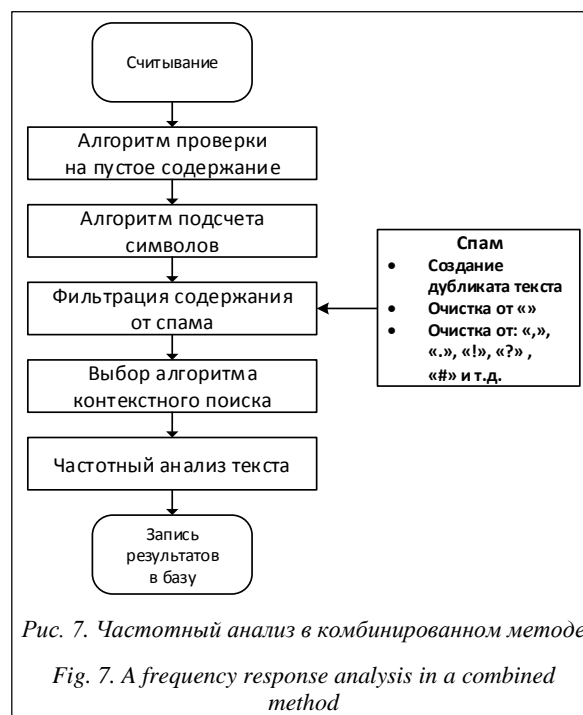 Считывание
Алгоритм проверки
на пустое содержание
Алгоритм подсчета
символов
Фильтрация содержания
от спама
Спам
• Создание
дубликата текста
• Очистка от «»
• Очистка от: «,»,
«.», «!», «?» ,
«#» и т.д.
Выбор алгоритма
контекстного поиска
Частотный анализ текста
Запись
результатов
в базу
Рис. 7. Частотный анализ в комбинированном методе
Fig. 7. A frequency response analysis in a combined
method